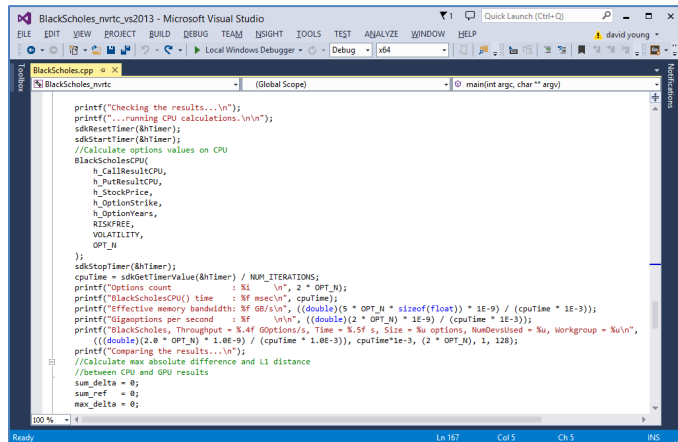 BlackScholes_nvrtc_vs2013 - Microsoft Visual Studio
1
Quick Launch (Ctrl+Q)
FILE EDIT VIEW PROJECT BUILD DEBUG TEAM NSIGHT TOOLS TEST ANALYZE WINDOW HELP
david young
Local Windows Debugger
Debug
x64
Toolbox
BlackScholes.cpp
Notifications
BlackScholes_nvrtc
(Global Scope)
main(int argc, char ** argv)
printf("Checking the results...\n");
printf("...running CPU calculations.\n\n");
sdkResetTimer(&hTimer);
sdkStartTimer(&hTimer);
//Calculate options values on CPU
BlackScholesCPU(
h_CallResultCPU,
h_PutResultCPU,
h_StockPrice,
h_OptionStrike,
h_OptionYears,
RISKFREE,
VOLATILITY,
OPT_N
);
sdkStopTimer(&hTimer);
cpuTime = sdkGetTimerValue(&hTimer) / NUM_ITERATIONS;
printf("Options count             : %i     \n", 2 * OPT_N);
printf("BlackScholesCPU() time    : %f msec\n", cpuTime);
printf("Effective memory bandwidth: %f GB/s\n", ((double)(5 * OPT_N * sizeof(float)) * 1E-9) / (cpuTime * 1E-3));
printf("Gigaoptions per second    : %f     \n\n", ((double)(2 * OPT_N) * 1E-9) / (cpuTime * 1E-3));
printf("BlackScholes, Throughput = %.4f GOptions/s, Time = %.5f s, Size = %u options, NumDevsUsed = %u, Workgroup = %u\n",
(((double)(2.0 * OPT_N) * 1.0E-9) / (cpuTime * 1.0E-3)), cpuTime*1e-3, (2 * OPT_N), 1, 128);
printf("Comparing the results...\n");
//Calculate max absolute difference and L1 distance
//between CPU and GPU results
sum_delta = 0;
sum_ref   = 0;
max_delta = 0;
100 %
Ready
Ln 167
Col 5
Ch 5
INS